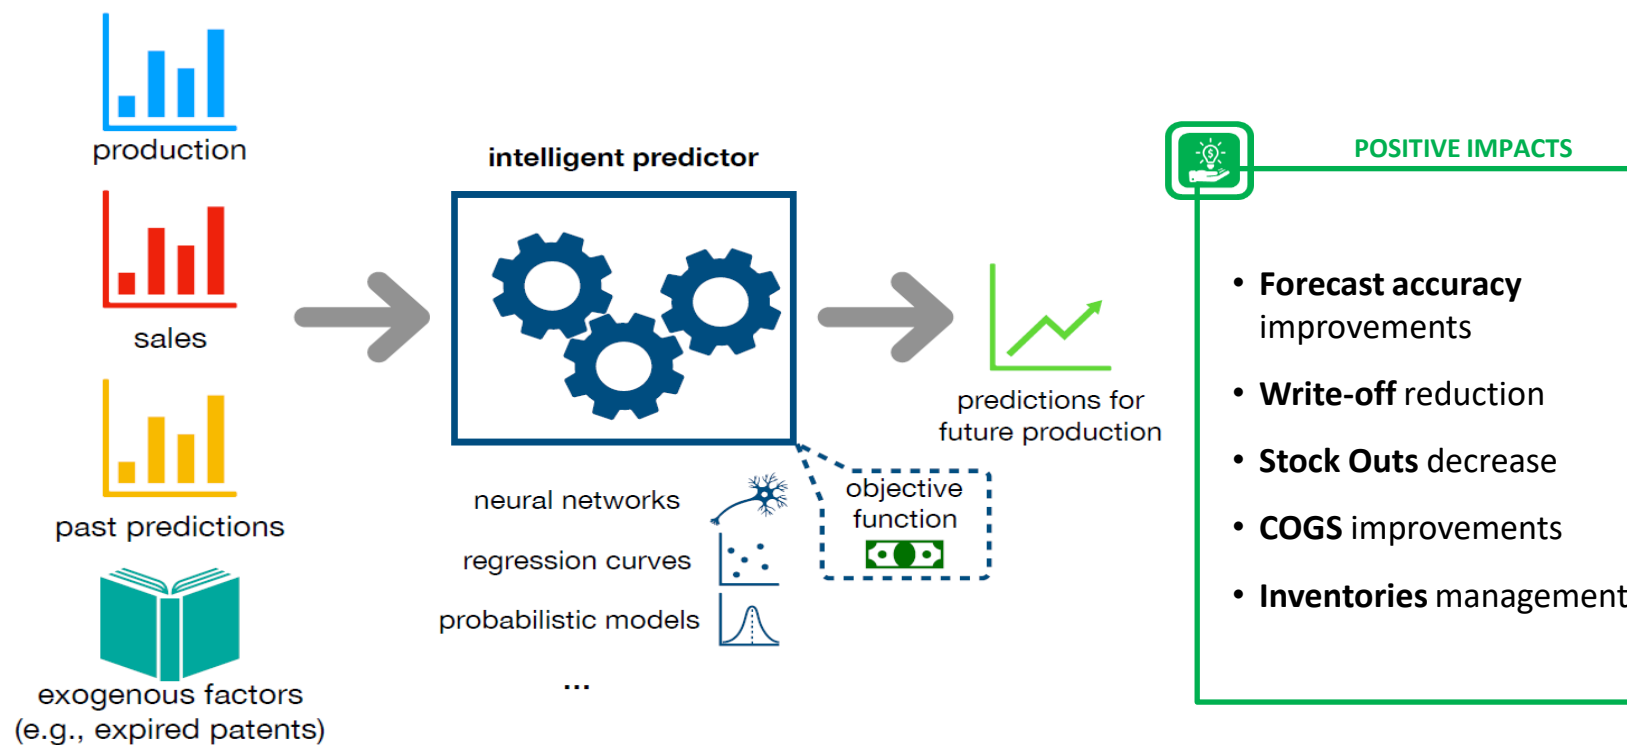 production
sales
past predictions
exogenous factors
(e.g., expired patents)
intelligent predictor
neural networks
regression curves
probabilistic models
...
objective
function
predictions for
future production
POSITIVE IMPACTS
$
• Forecast accuracy
improvements
• Write-off reduction
• Stock Outs decrease
• COGS improvements
• Inventories management